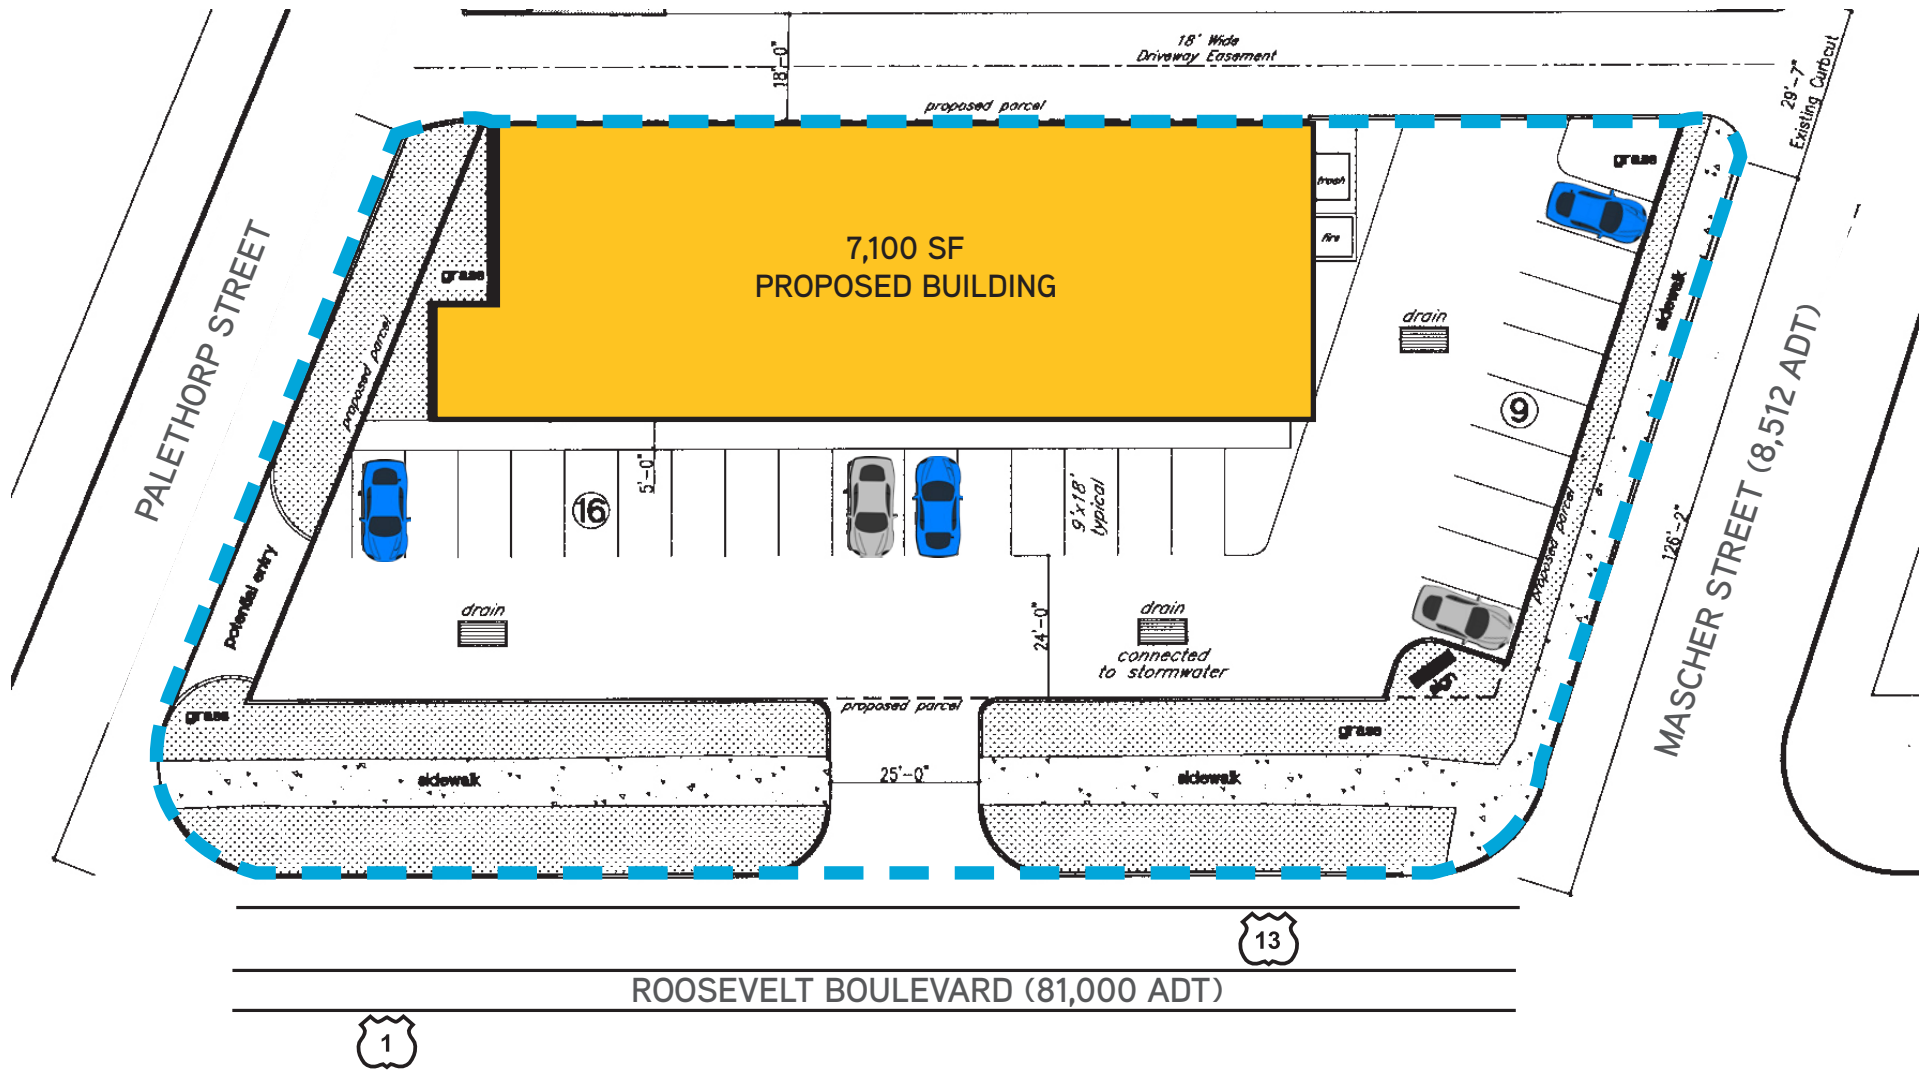 18' Wide
Driveway Easement
18'-0"
29'-7"
Existing Curbcut
proposed parcel
grass
trash
fire
7,100 SF
PROPOSED BUILDING
grass
PALETHORP STREET
proposed parcel
sidewalk
drain
9
MASCHER STREET (8,512 ADT)
5'-0"
16
9'x18'
typical
proposed parcel
126'-2"
potential entry
drain
24'-0"
drain
connected
to stormwater
grass
proposed parcel
grass
sidewalk
25'-0"
sidewalk
13
ROOSEVELT BOULEVARD (81,000 ADT)
1